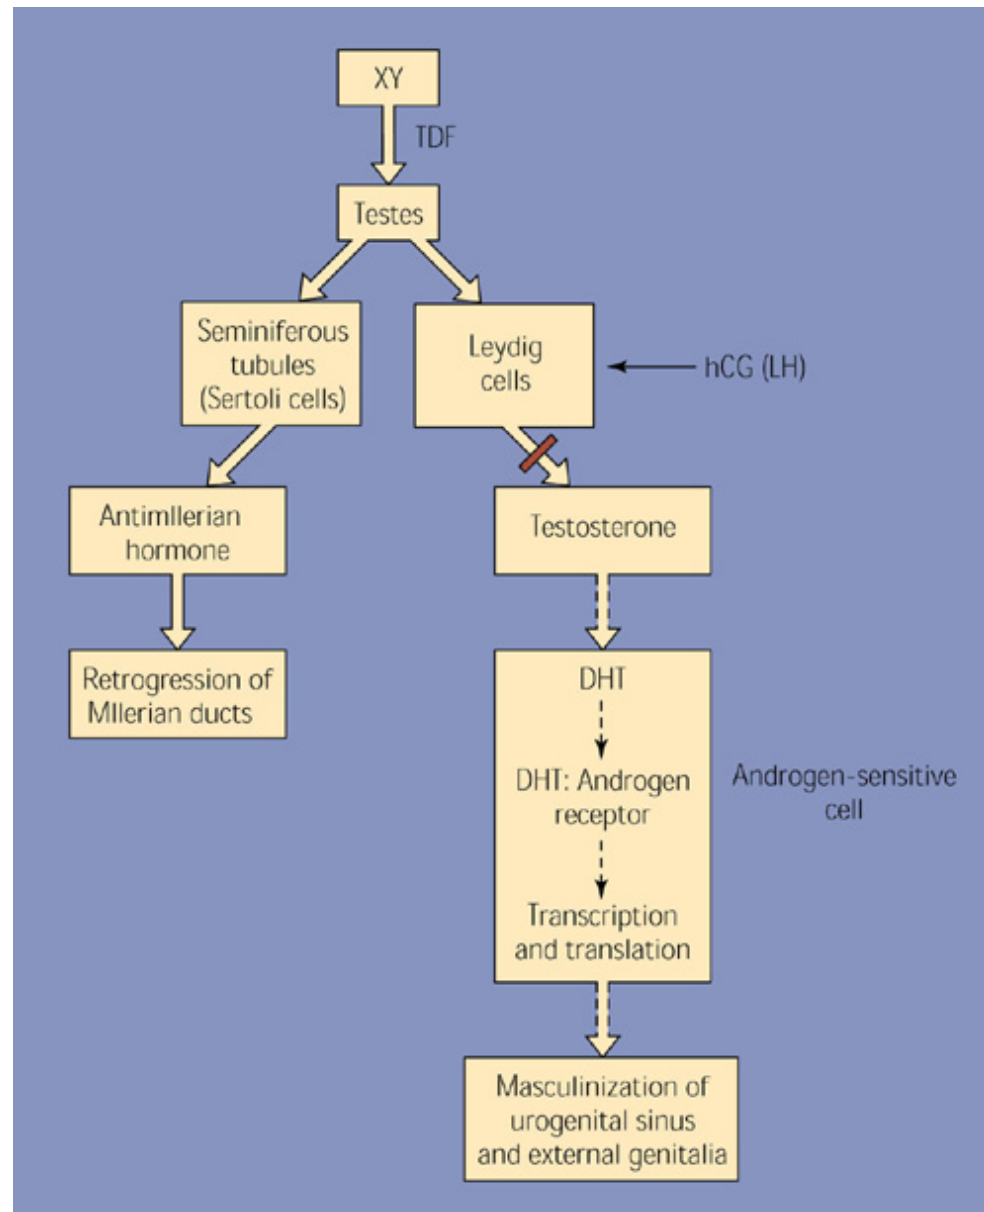 XY
TDF
Testes
Seminiferous
tubules
(Sertoli cells)
Leydig
cells
hCG (LH)
Antimllerian
hormone
Testosterone
Retrogression of
Mllerian ducts
DHT
DHT: Androgen
receptor
Transcription
and translation
Androgen-sensitive
cell
Masculinization of
urogenital sinus
and external genitalia